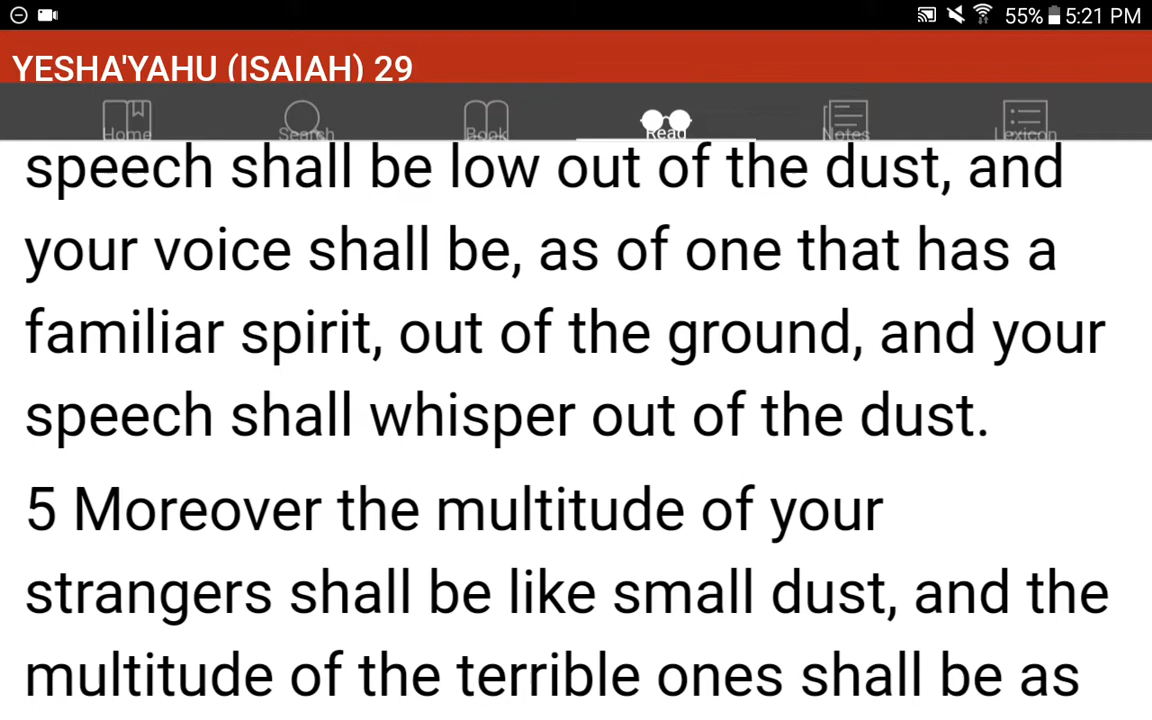 55% 5:21 PM
YESHA'YAHU (ISAIAH) 29
Home Search Book Read Notes Lexicon
speech shall be low out of the dust, and
your voice shall be, as of one that has a
familiar spirit, out of the ground, and your
speech shall whisper out of the dust.
5 Moreover the multitude of your
strangers shall be like small dust, and the
multitude of the terrible ones shall be as